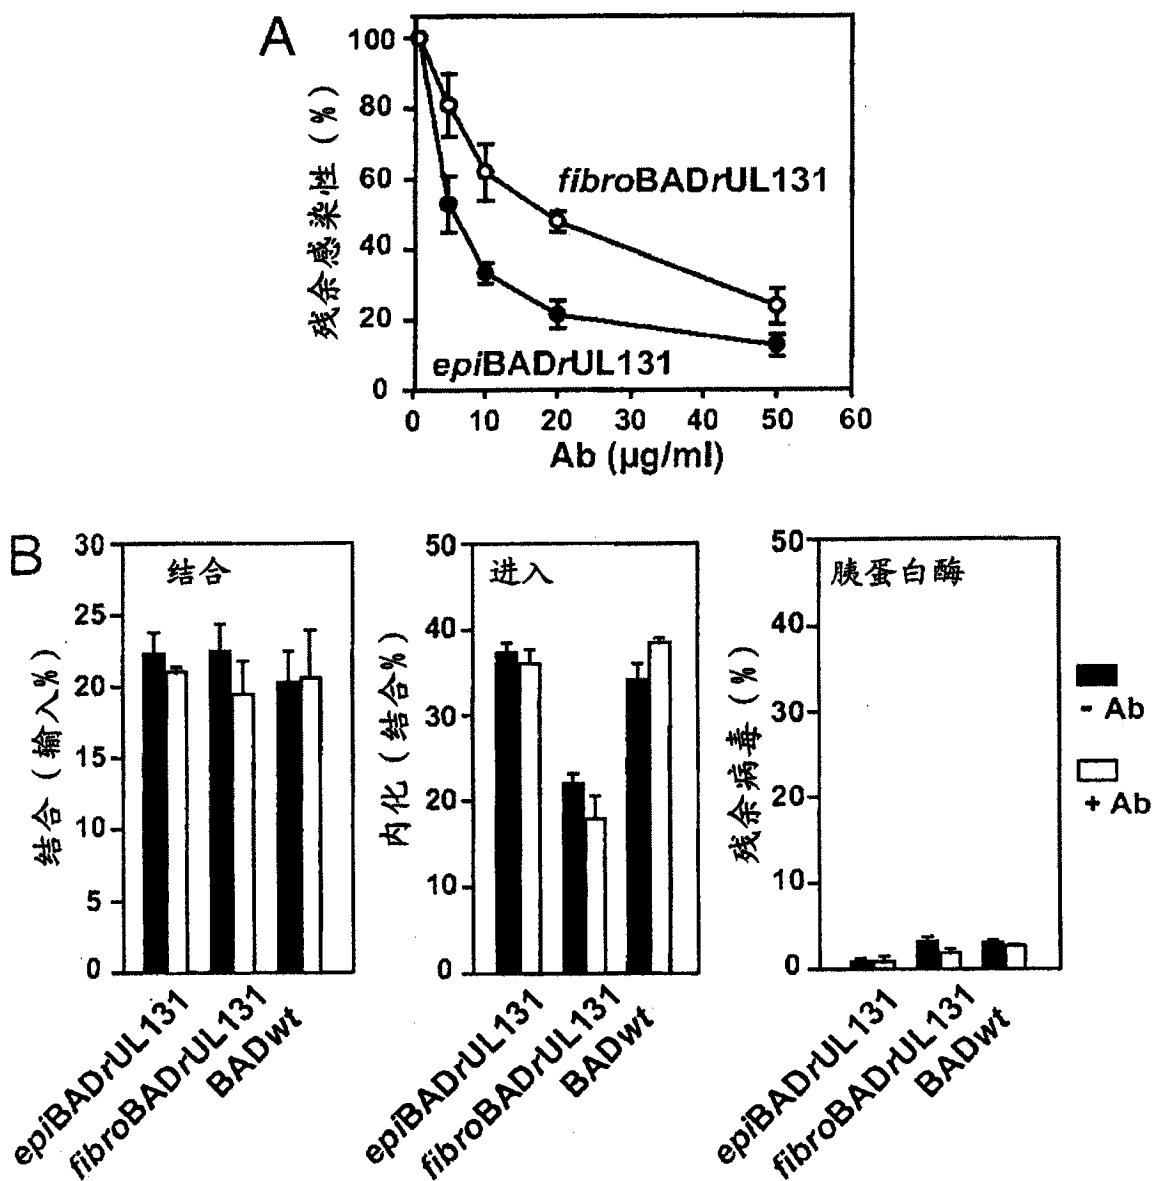 A
残余感染性（%）
100
80
60
40
20
0
fibroBADrUL131
epiBADrUL131
0 10 20 30 40 50 60
Ab (µg/ml)
B
结合（输入%）
30
25
20
15
10
5
0
结合
epiBADrUL131
fibroBADrUL131
BADwt
内化（结合%）
50
40
30
20
10
0
进入
epiBADrUL131
fibroBADrUL131
BADwt
残余病毒（%）
50
40
30
20
10
0
胰蛋白酶
epiBADrUL131
fibroBADrUL131
BADwt
- Ab
+ Ab